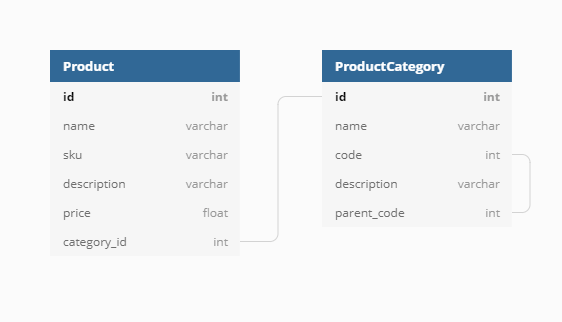 Product
id int
name varchar
sku varchar
description varchar
price float
category_id int
ProductCategory
id int
name varchar
code int
description varchar
parent_code int